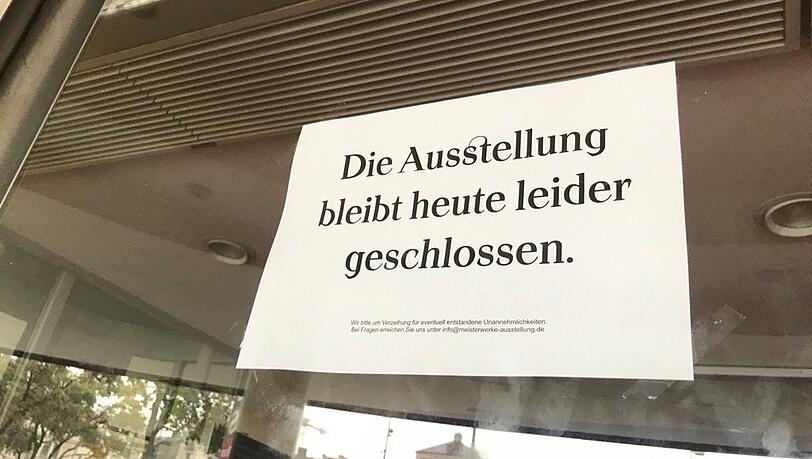 Die Ausstellung
bleibt heute leider
geschlossen.
Wir bitte um Verzeihung für eventuell entstandene Unannehmlichkeiten.
Bei Fragen erreichen Sie uns unter info@meisterwerke-ausstellung.de